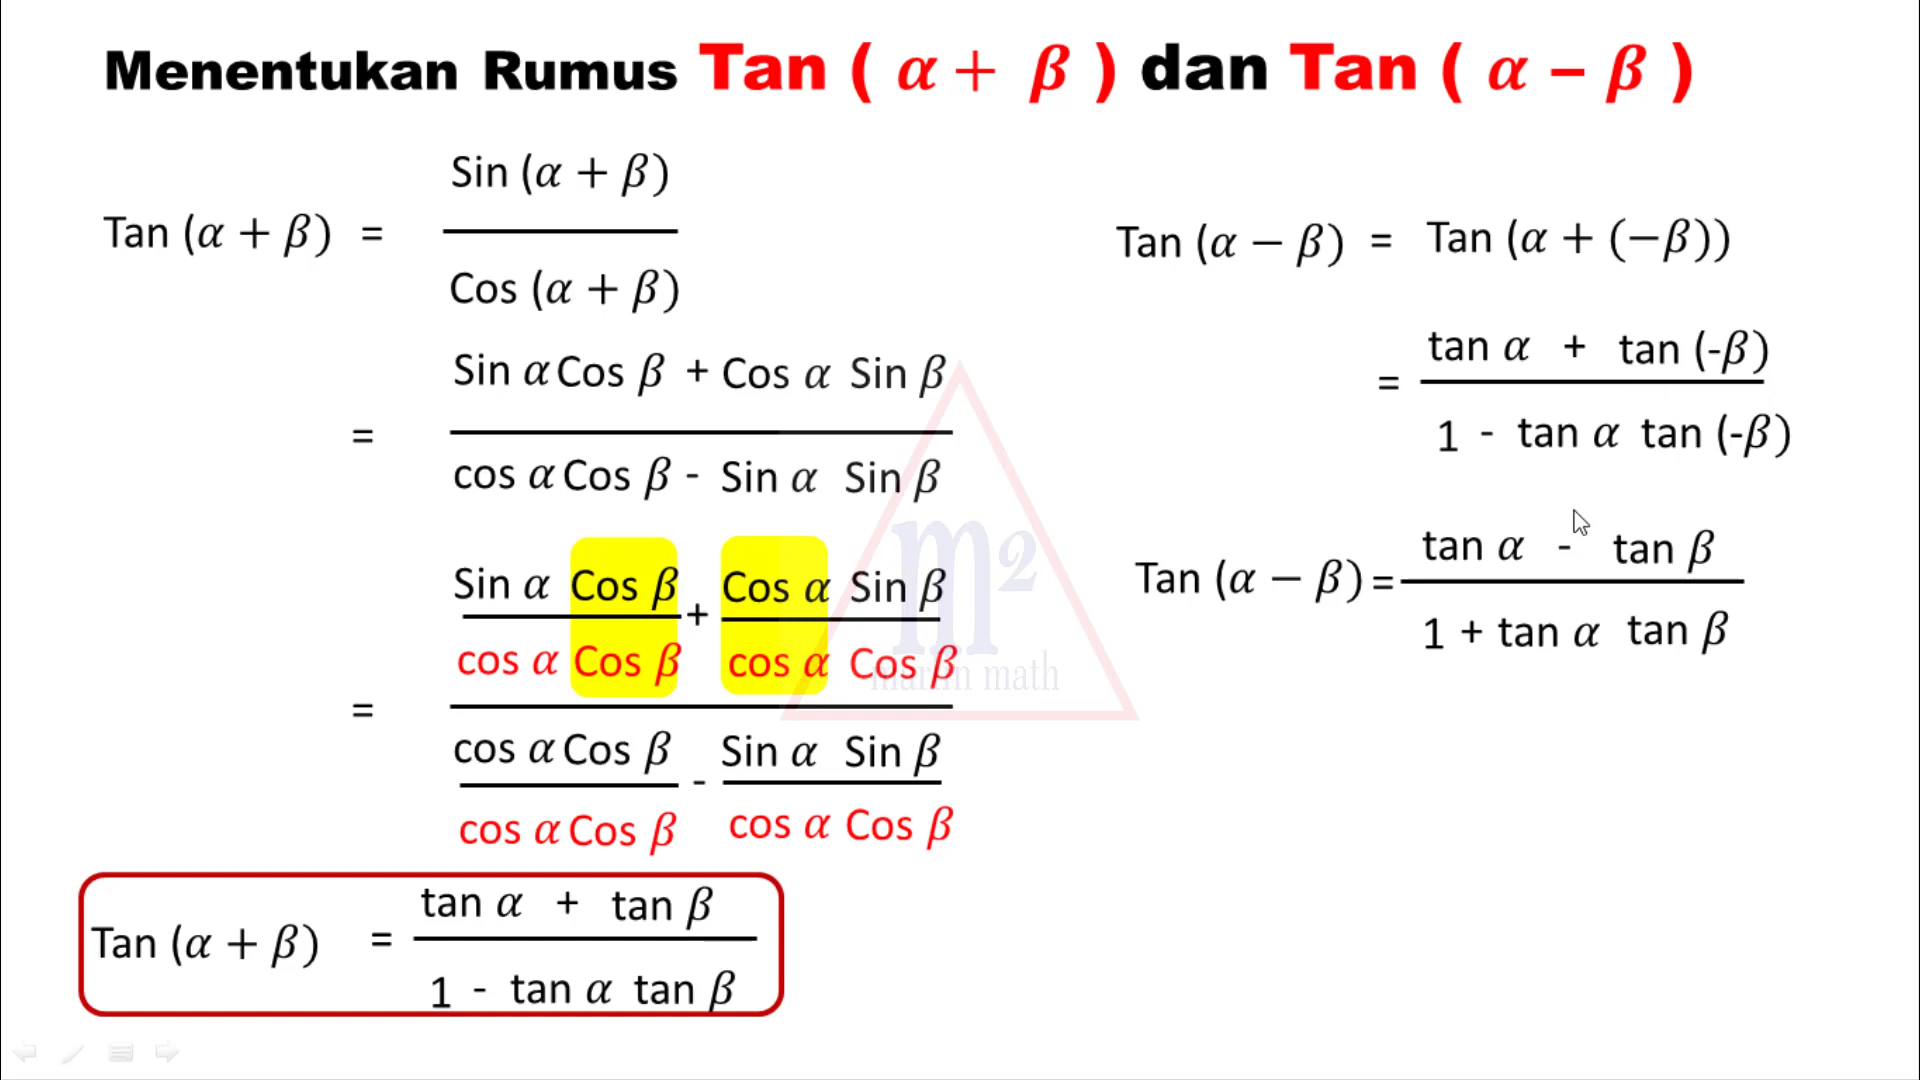 Menentukan Rumus Tan ( α + β ) dan Tan ( α – β )
Sin (α + β)
Tan (α + β) =
Cos (α + β)
Sin α Cos β + Cos α Sin β
=
cos α Cos β - Sin α Sin β
Sin α Cos β + Cos α Sin β
cos α Cos β cos α Cos β
=
cos α Cos β - Sin α Sin β
cos α Cos β cos α Cos β
tan α + tan β
Tan (α + β) =
1 - tan α tan β
Tan (α − β) = Tan (α + (−β))
tan α + tan (-β)
=
1 - tan α tan (-β)
tan α - tan β
Tan (α − β) =
1 + tan α tan β
m2
marlin math